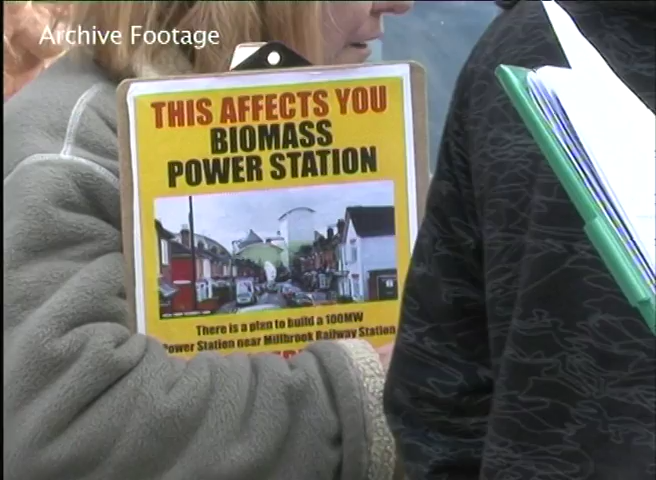 Archive Footage
THIS AFFECTS YOU
BIOMASS
POWER STATION
There is a plan to build a 100MW
Power Station near Millbrook Railway Station